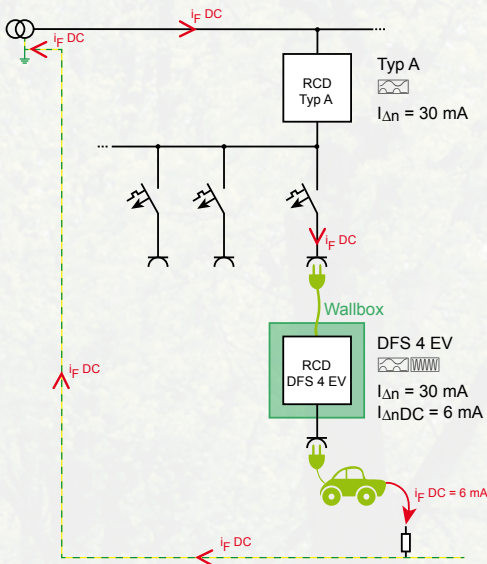 iF DC
iF DC
...
RCD
Typ A
Typ A
IΔn = 30 mA
...
iF DC
Wallbox
RCD
DFS 4 EV
DFS 4 EV
IΔn = 30 mA
IΔnDC = 6 mA
iF DC
iF DC = 6 mA
iF DC